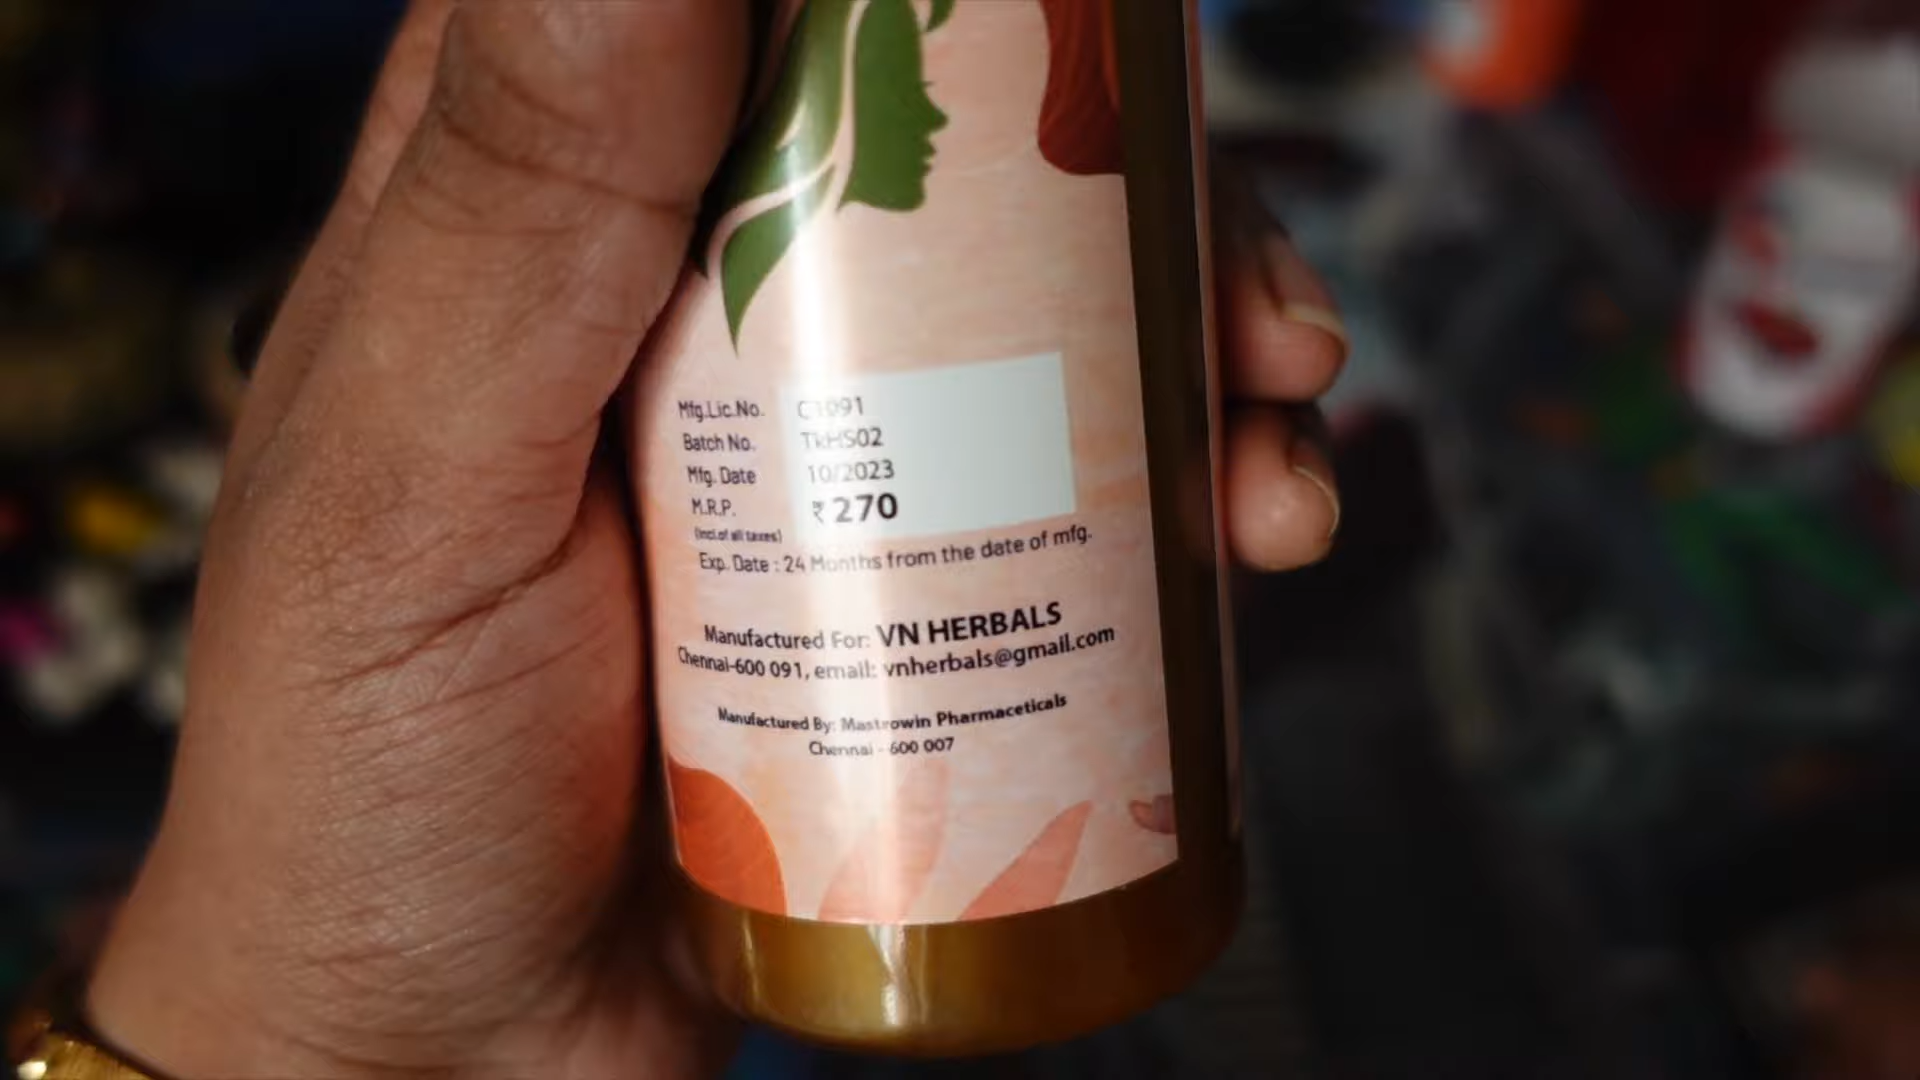 Mfg.Lic.No. C1091
Batch No. TkHS02
Mfg. Date 10/2023
M.R.P. ₹ 270
(incl.of all taxes)
Exp. Date : 24 Months from the date of mfg.
Manufactured For: VN HERBALS
Chennai-600 091, email: vnherbals@gmail.com
Manufactured By: Mastrowin Pharmaceticals
Chennai - 600 007